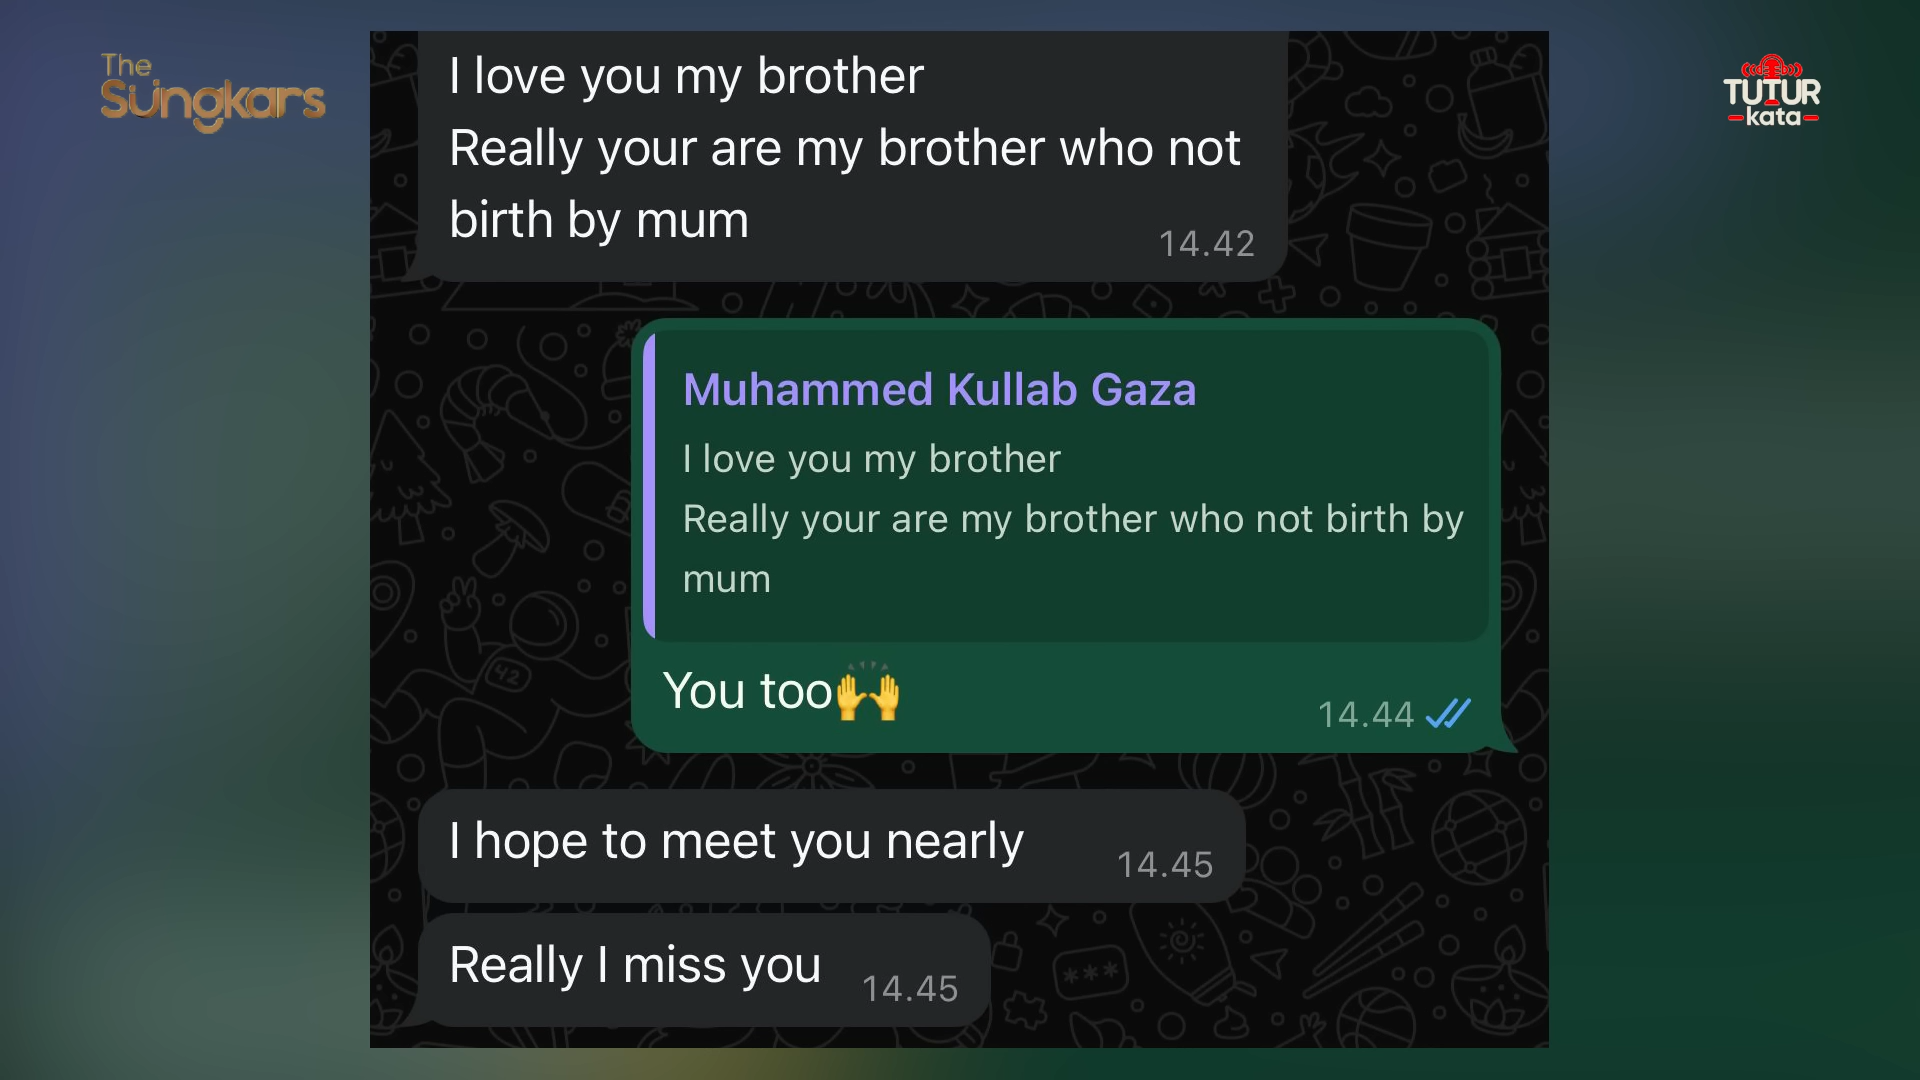 The
Sungkars
TUTUR
kata
I love you my brother
Really your are my brother who not
birth by mum
14.42
Muhammed Kullab Gaza
I love you my brother
Really your are my brother who not birth by
mum
You too🙌
14.44
I hope to meet you nearly
14.45
Really I miss you
14.45